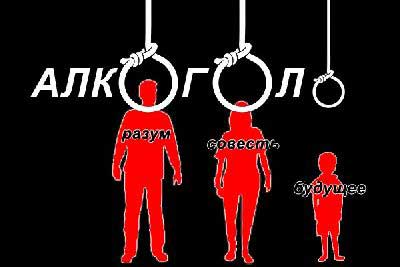 АЛКОГОЛЬ
разум
совесть
будущее